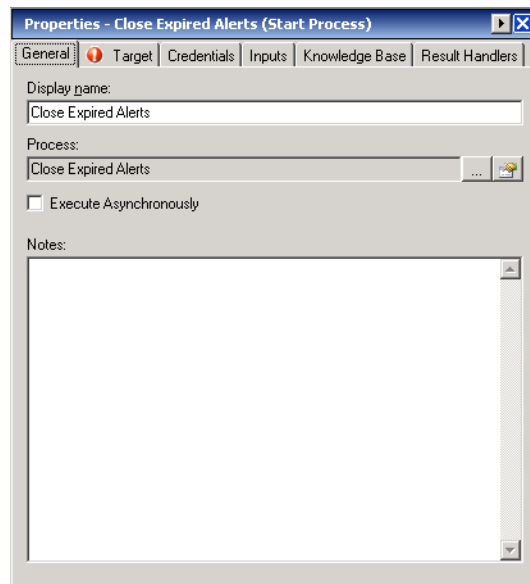 Properties - Close Expired Alerts (Start Process)
General Target Credentials Inputs Knowledge Base Result Handlers
Display name:
Close Expired Alerts
Process:
Close Expired Alerts ...
Execute Asynchronously
Notes: